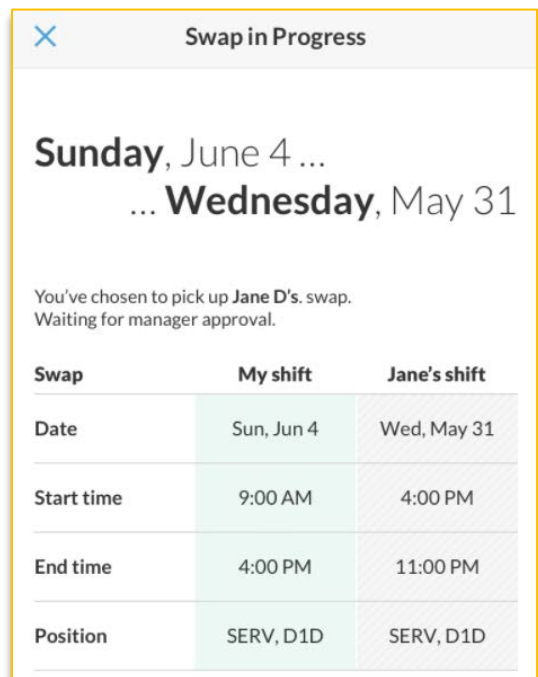 Swap in Progress
Sunday, June 4 ...
... Wednesday, May 31
You've chosen to pick up Jane D's. swap.
Waiting for manager approval.
Swap My shift Jane's shift
Date Sun, Jun 4 Wed, May 31
Start time 9:00 AM 4:00 PM
End time 4:00 PM 11:00 PM
Position SERV, D1D SERV, D1D